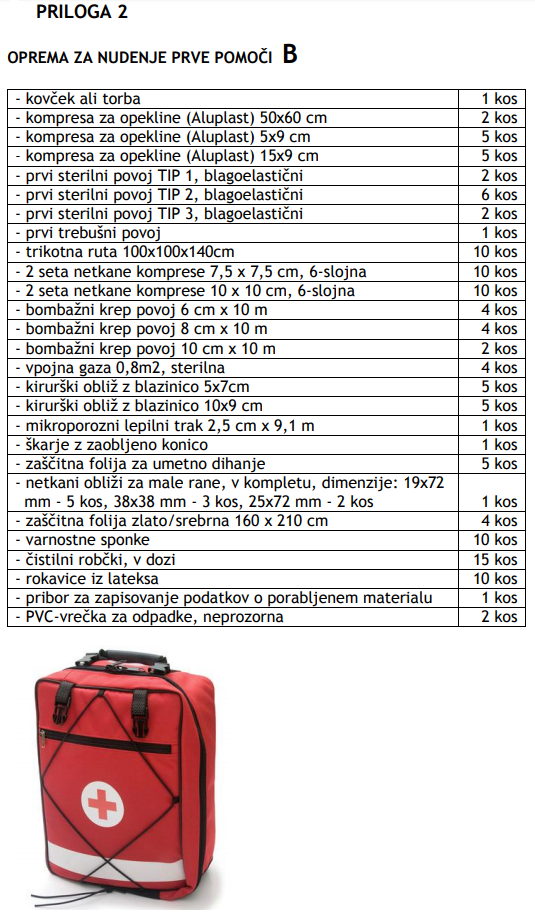 PRILOGA 2
OPREMA ZA NUDENJE PRVE POMOČI B
- kovček ali torba 1 kos
- kompresa za opekline (Aluplast) 50x60 cm 2 kos
- kompresa za opekline (Aluplast) 5x9 cm 5 kos
- kompresa za opekline (Aluplast) 15x9 cm 5 kos
- prvi sterilni povoj TIP 1, blagoelastični 2 kos
- prvi sterilni povoj TIP 2, blagoelastični 6 kos
- prvi sterilni povoj TIP 3, blagoelastični 2 kos
- prvi trebušni povoj 1 kos
- trikotna ruta 100x100x140cm 10 kos
- 2 seta netkane komprese 7,5 x 7,5 cm, 6-slojna 10 kos
- 2 seta netkane komprese 10 x 10 cm, 6-slojna 10 kos
- bombažni krep povoj 6 cm x 10 m 4 kos
- bombažni krep povoj 8 cm x 10 m 4 kos
- bombažni krep povoj 10 cm x 10 m 2 kos
- vpojna gaza 0,8m2, sterilna 4 kos
- kirurški obliž z blazinico 5x7cm 5 kos
- kirurški obliž z blazinico 10x9 cm 5 kos
- mikroporozni lepilni trak 2,5 cm x 9,1 m 1 kos
- škarje z zaobljeno konico 1 kos
- zaščitna folija za umetno dihanje 5 kos
- netkani obliži za male rane, v kompletu, dimenzije: 19x72
mm - 5 kos, 38x38 mm - 3 kos, 25x72 mm - 2 kos 1 kos
- zaščitna folija zlato/srebrna 160 x 210 cm 4 kos
- varnostne sponke 10 kos
- čistilni robčki, v dozi 15 kos
- rokavice iz lateksa 10 kos
- pribor za zapisovanje podatkov o porabljenem materialu 1 kos
- PVC-vrečka za odpadke, neprozorna 2 kos